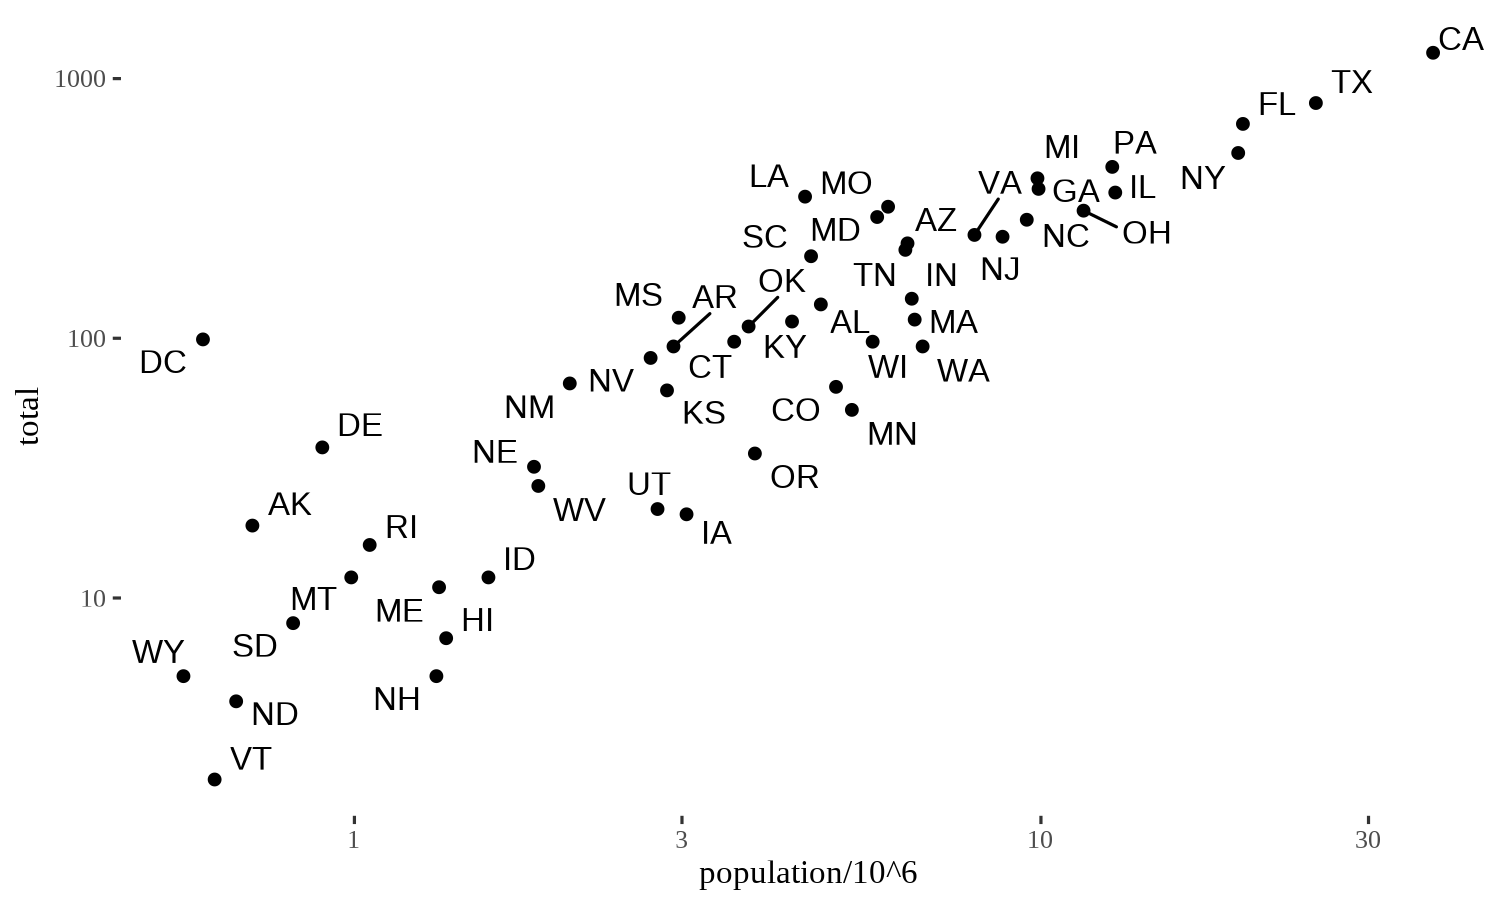 CA
1000
TX
FL
MI
PA
LA
MO
VA
GA
IL
NY
AZ
SC
MD
NC
OH
TN
IN
NJ
OK
MS
AR
100
AL
MA
DC
KY
CT
WI
WA
NV
NM
KS
CO
DE
MN
total
NE
UT
OR
AK
WV
RI
IA
ID
10
MT
ME
HI
WY
SD
NH
ND
VT
1
3
10
30
population/10^6